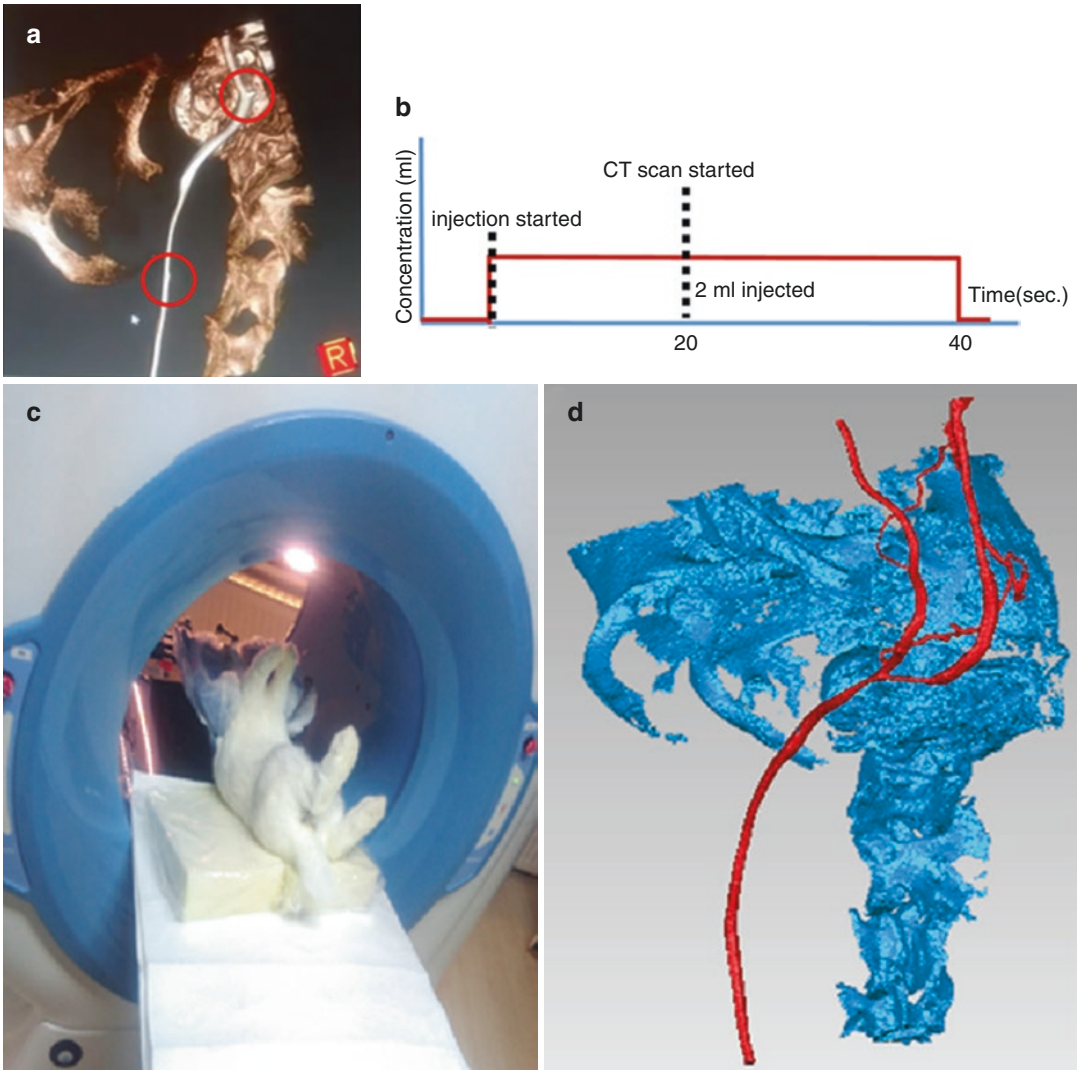 a
R
b
Concentration (ml)
CT scan started
injection started
2 ml injected
Time(sec.)
20
40
c
d